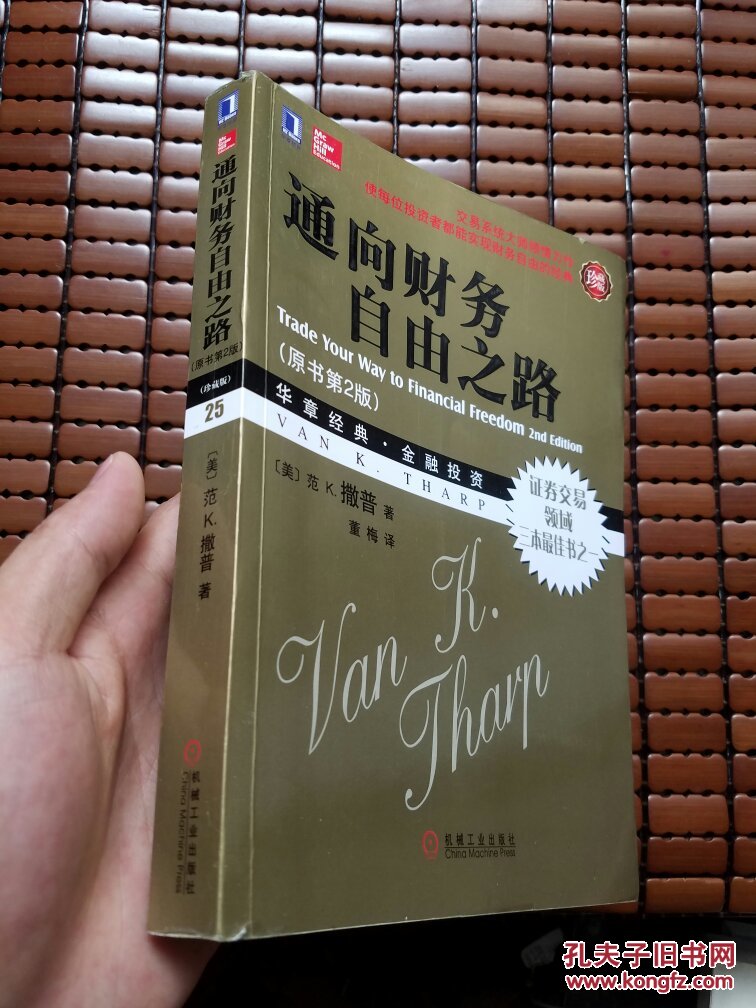 通向财务自由之路
(原书第2版)
(珍藏版)
25
〔美〕范 K. 撒普 著
机械工业出版社
China Machine Press
Mc
Graw
Hill
Education
交易系统大师
使每位投资者都能实现财务自由的经典
珍藏版
通向财务
自由之路
Trade Your Way to Financial Freedom 2nd Edition
(原书第2版)
华章经典·金融投资
VAN K. THARP
〔美〕范 K. 撒普 著
董梅 译
证券交易
领域
三本最佳书之一
Van K.
Tharp
机械工业出版社
China Machine Press
孔夫子旧书网
www.kongfz.com